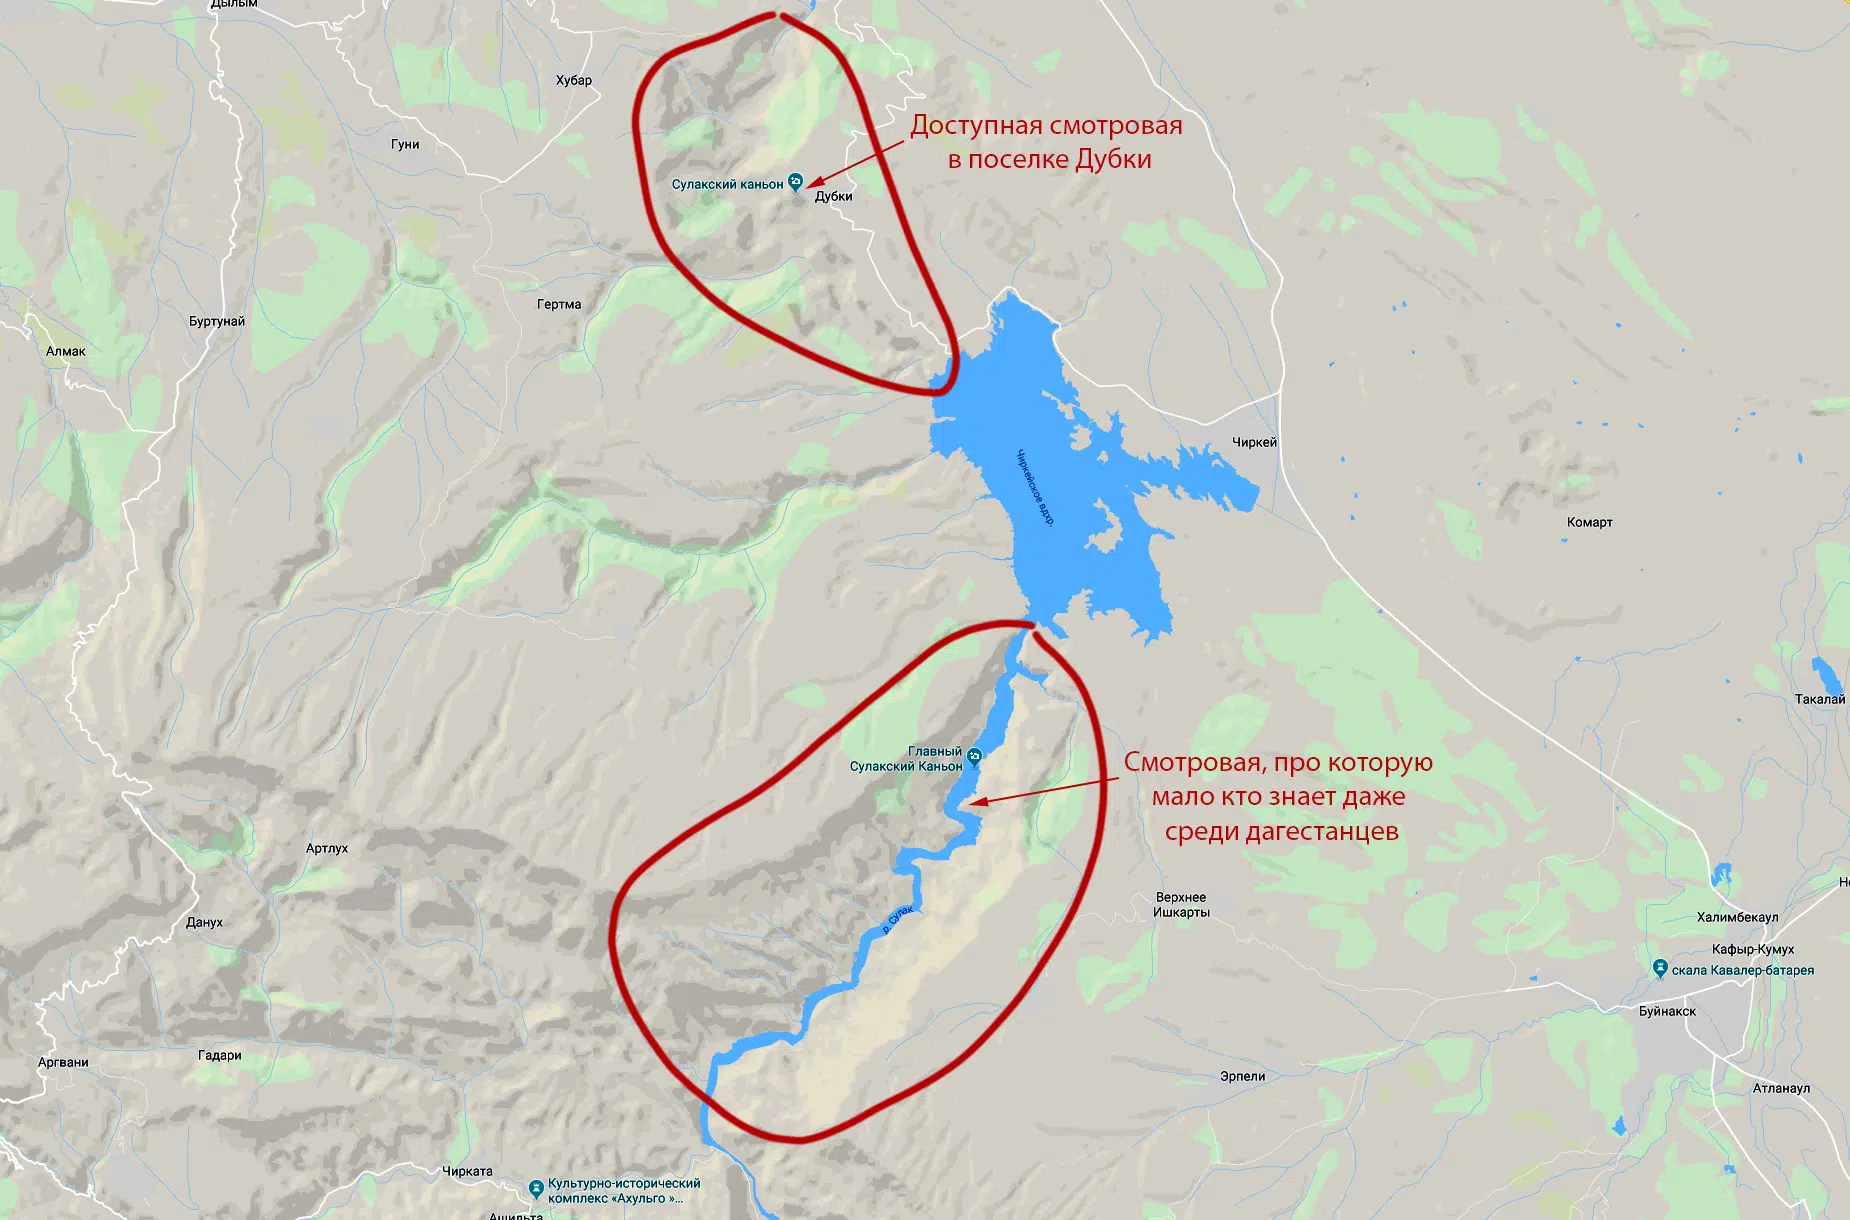 Дылым
Хубар
Доступная смотровая
в поселке Дубки
Гуни
Сулакский каньон
Дубки
Гертма
Буртунай
Алмак
Чиркей
Чиркейское вдхр.
Комарт
Такалай
Главный
Сулакский Каньон
Смотровая, про которую
мало кто знает даже
среди дагестанцев
Артлух
Верхнее
Ишкарты
р. Сулак
Данух
Халимбекаул
Кафыр-Кумух
скала Кавалер-батарея
Буйнакск
Аргвани
Гадари
Эрпели
Атланаул
Чирката
Культурно-исторический
комплекс «Ахульго »...
Ашильта